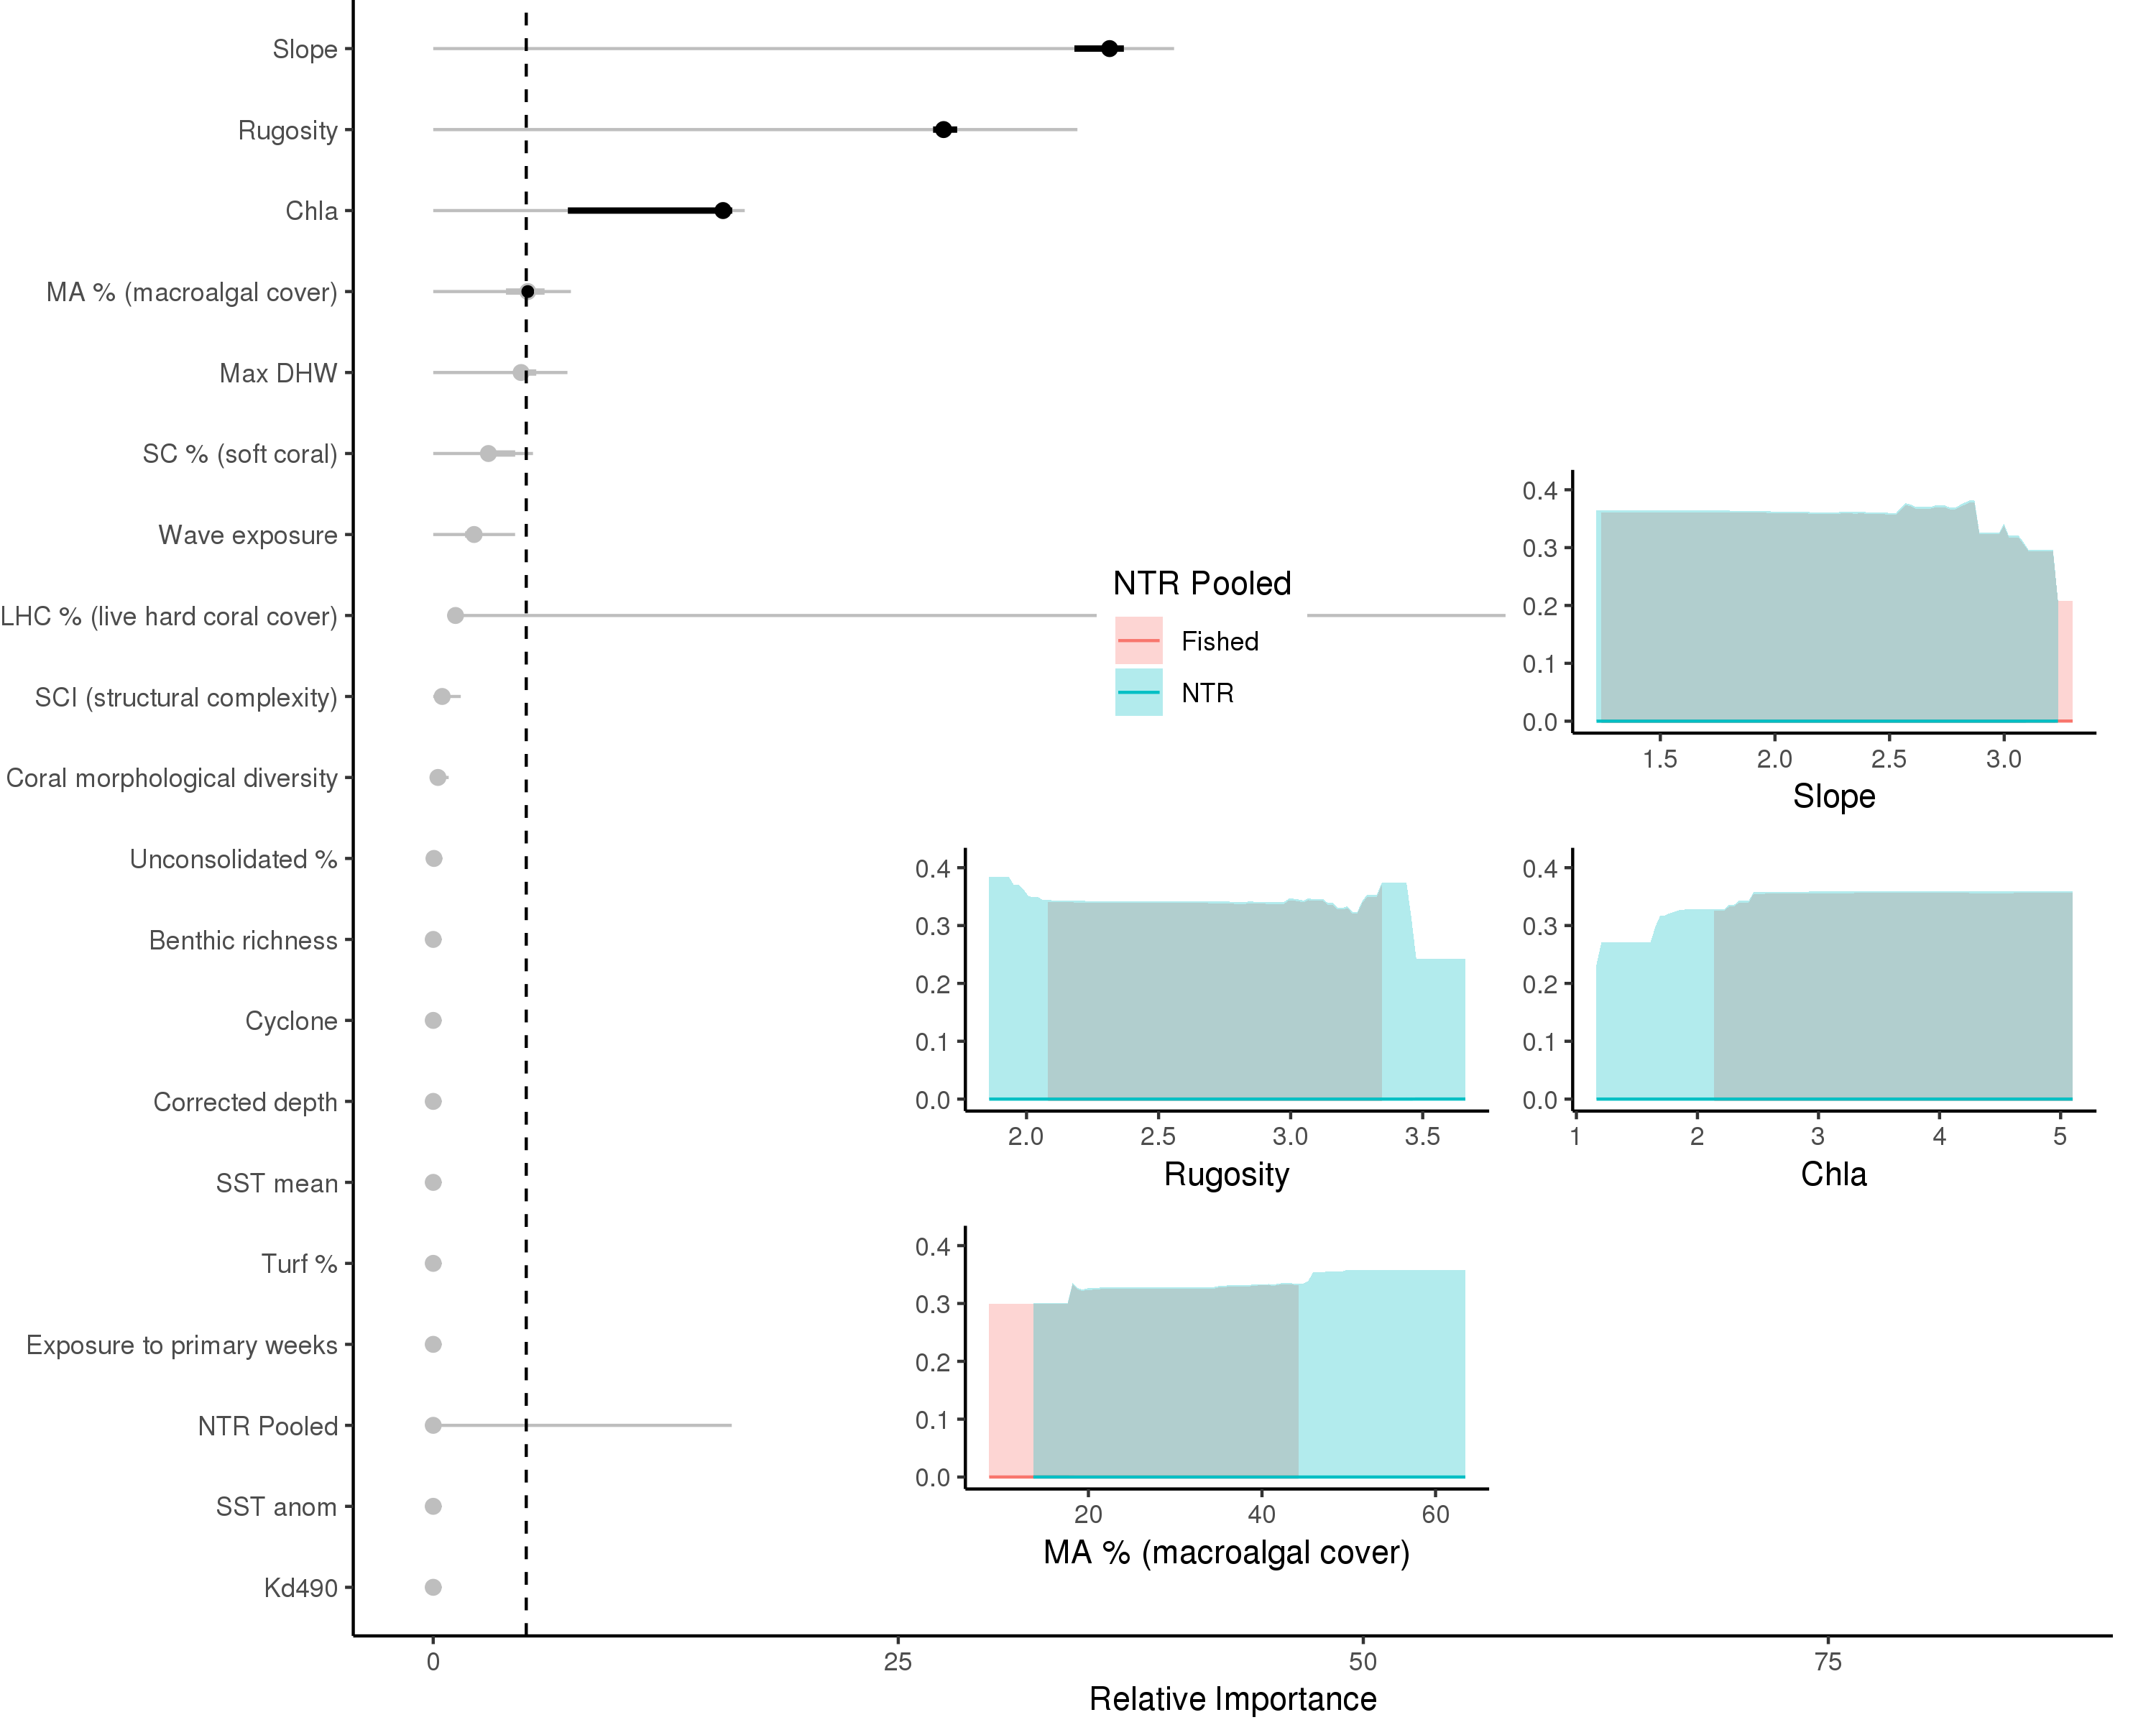 Slope
Rugosity
Chla
MA % (macroalgal cover)
Max DHW
SC % (soft coral)
Wave exposure
LHC % (live hard coral cover)
SCI (structural complexity)
Coral morphological diversity
Unconsolidated %
Benthic richness
Cyclone
Corrected depth
SST mean
Turf %
Exposure to primary weeks
NTR Pooled
SST anom
Kd490
0 25 50 75
Relative Importance
NTR Pooled
Fished
NTR
0.4
0.3
0.2
0.1
0.0
1.5 2.0 2.5 3.0
Slope
0.4
0.3
0.2
0.1
0.0
2.0 2.5 3.0 3.5
Rugosity
0.4
0.3
0.2
0.1
0.0
1 2 3 4 5
Chla
0.4
0.3
0.2
0.1
0.0
20 40 60
MA % (macroalgal cover)